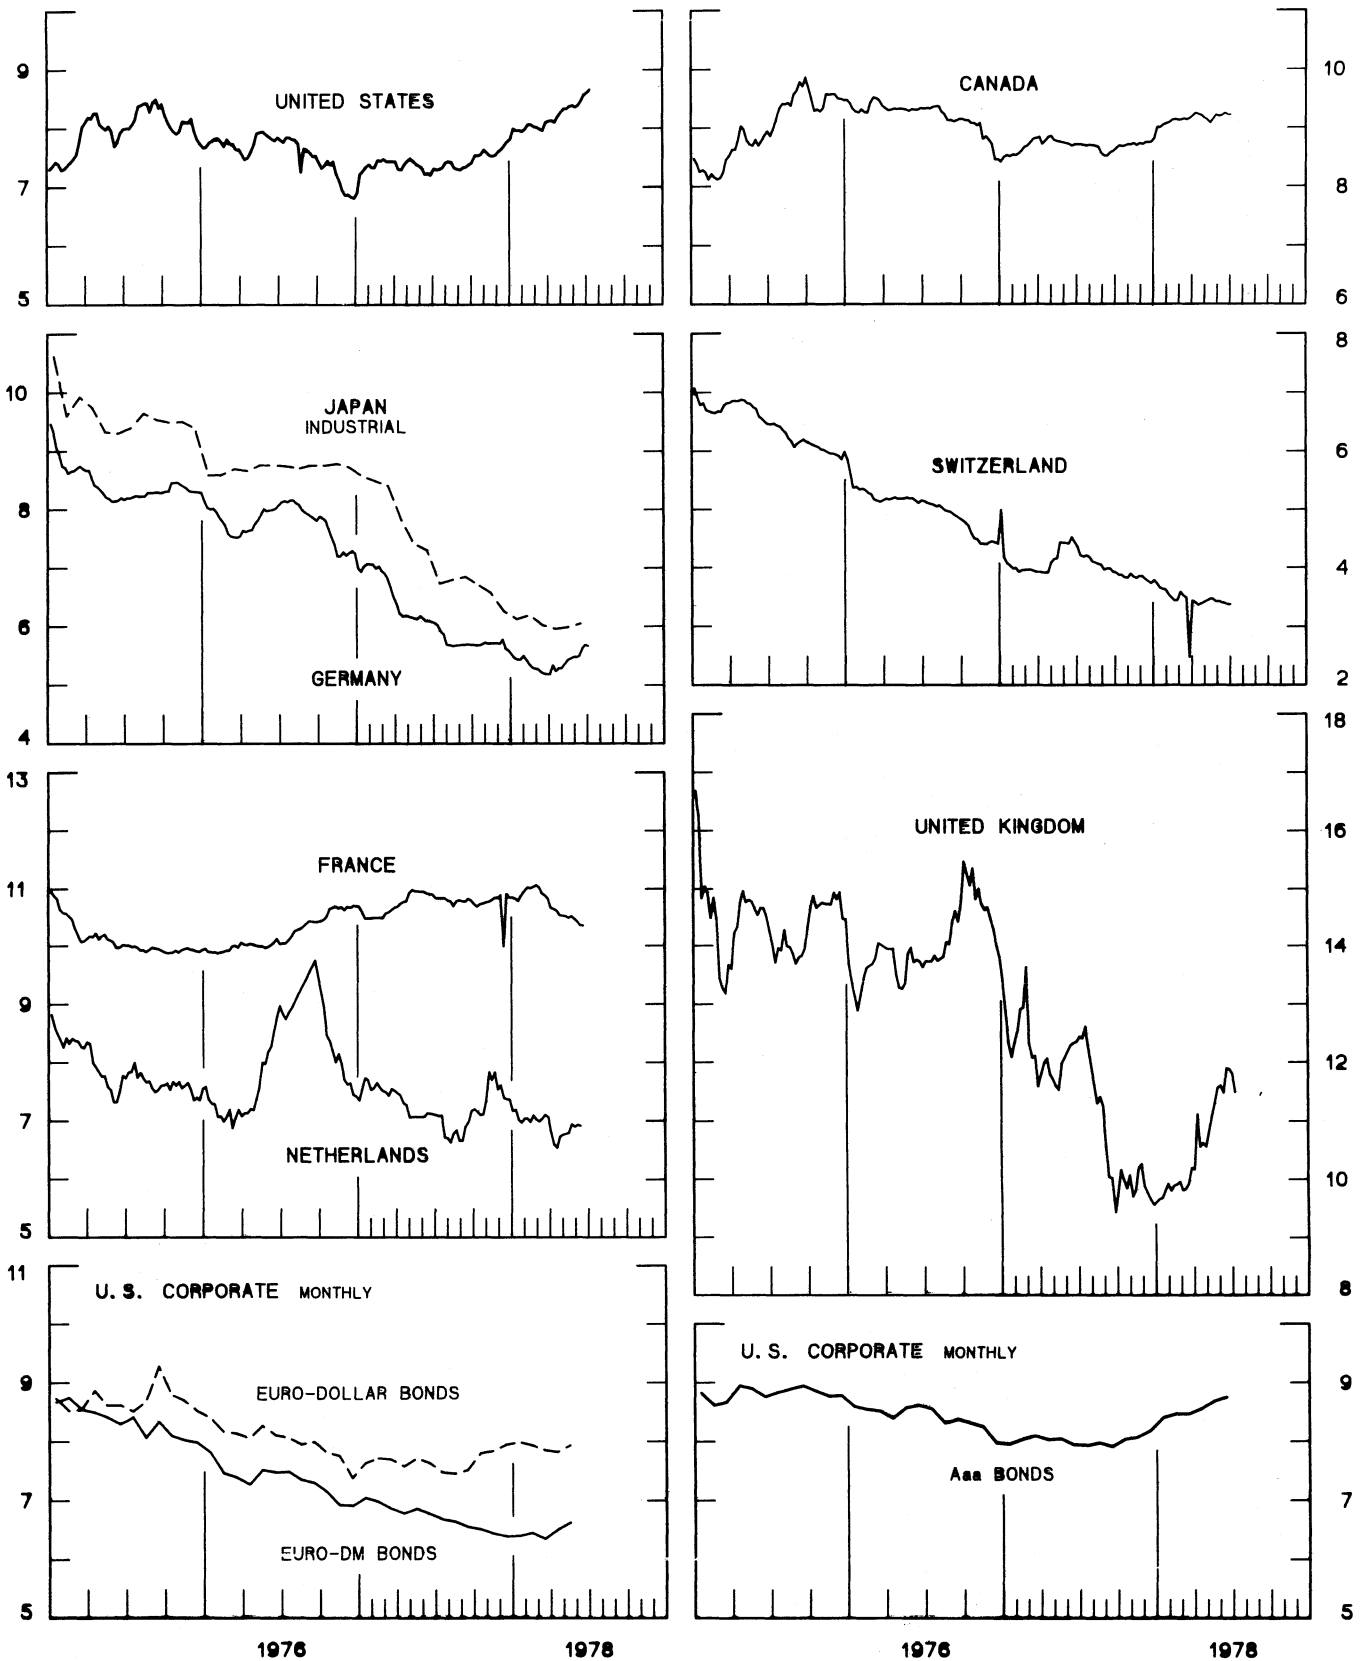 9
7
5
UNITED STATES
CANADA
10
8
6
10
8
6
4
JAPAN
INDUSTRIAL
GERMANY
SWITZERLAND
8
6
4
2
13
11
9
7
5
FRANCE
NETHERLANDS
UNITED KINGDOM
18
16
14
12
10
8
11
9
7
5
U. S. CORPORATE MONTHLY
EURO-DOLLAR BONDS
EURO-DM BONDS
1976 1978
U. S. CORPORATE MONTHLY
Aaa BONDS
9
7
5
1976 1978